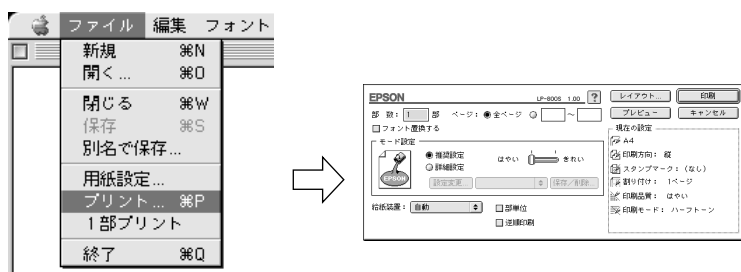 ファイル 編集 フォント
新規 ⌘N
開く... ⌘O
閉じる ⌘W
保存 ⌘S
別名で保存...
用紙設定...
プリント... ⌘P
1部プリント
終了 ⌘Q
EPSON LP-800S 1.00 ?
部 数: 1 部 ページ: 全ページ ~
フォント置換する
モード設定
推奨設定 はやい きれい
詳細設定
設定変更... 保存/削除...
EPSON
給紙装置: 自動 部単位
逆順印刷
レイアウト... 印刷
プレビュー キャンセル
現在の設定
A4
印刷方向: 縦
スタンプマーク: (なし)
割り付け: 1ページ
印刷品質: はやい
印刷モード: ハーフトーン